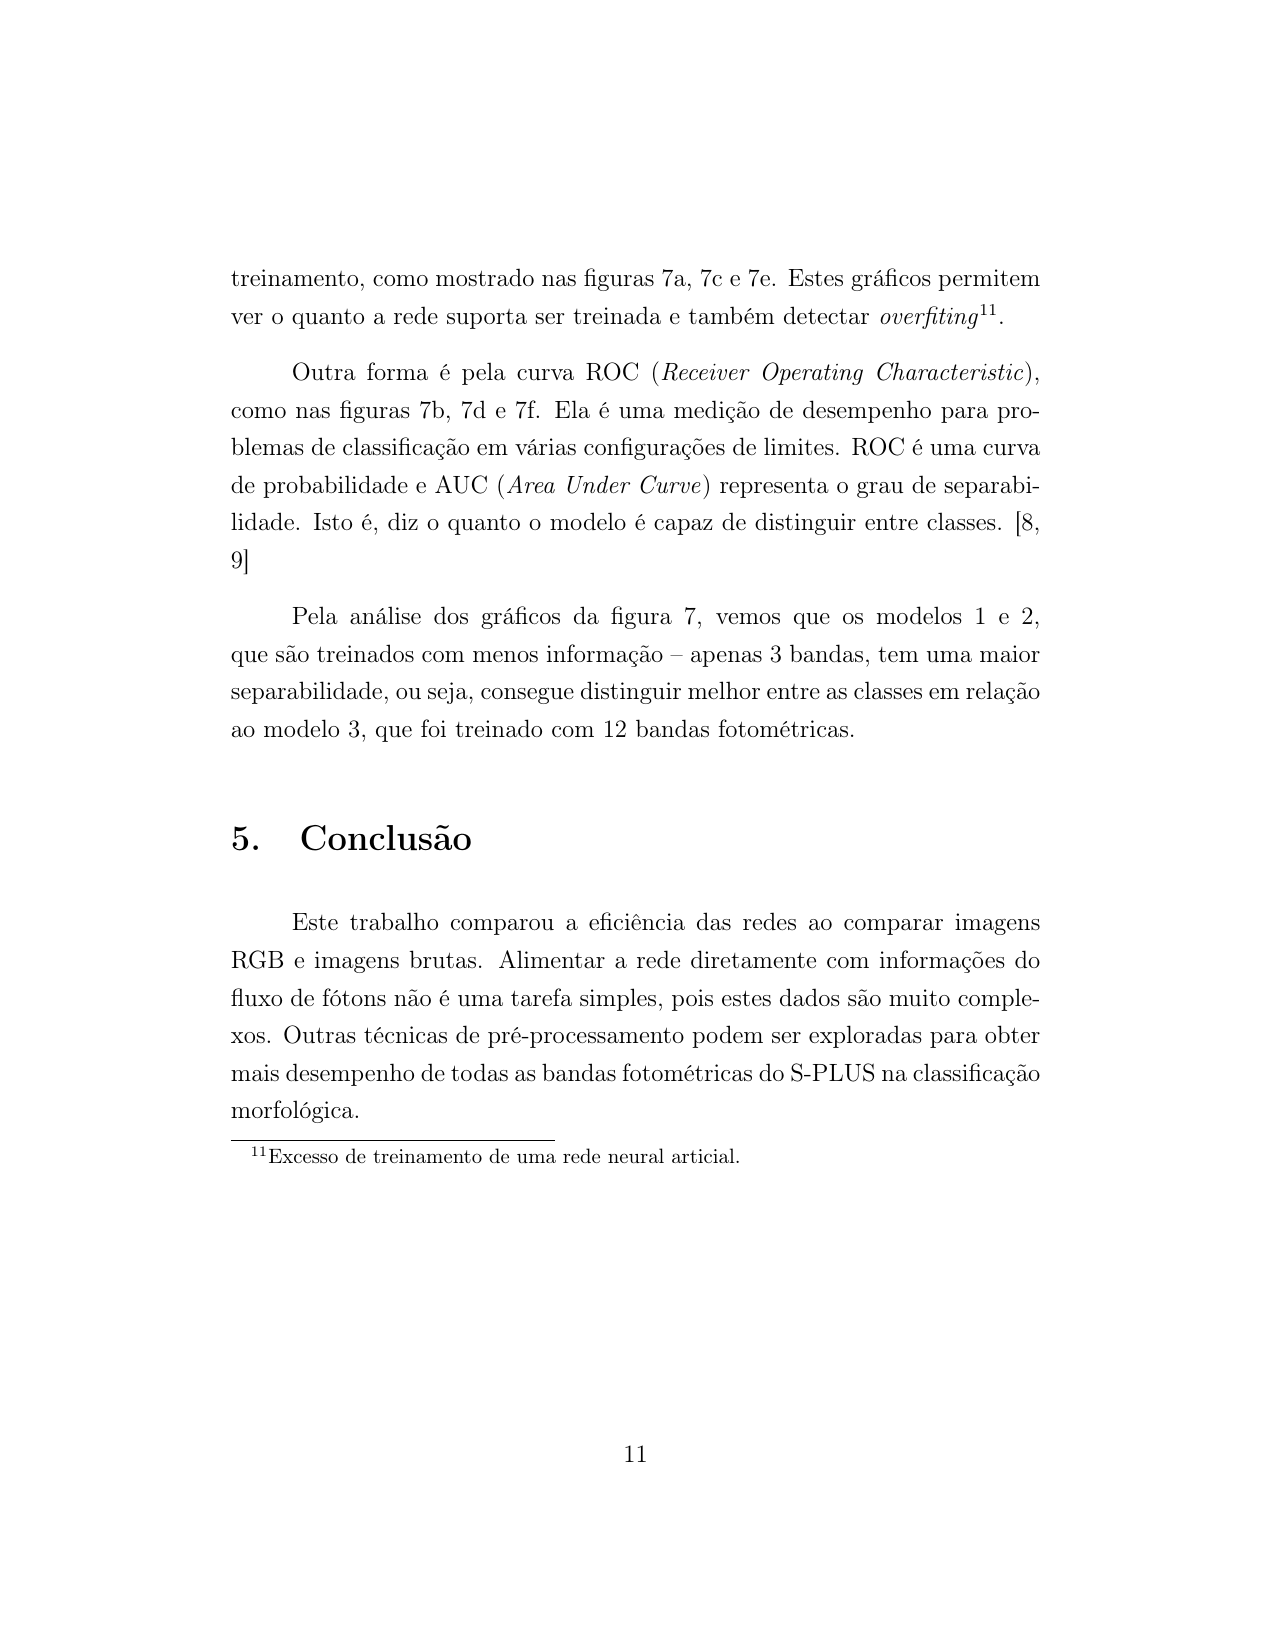 treinamento, como mostrado nas figuras 7a, 7c e 7e. Estes gráficos permitem
ver o quanto a rede suporta ser treinada e também detectar overfiting11.
Outra forma é pela curva ROC (Receiver Operating Characteristic),
como nas figuras 7b, 7d e 7f. Ela é uma medição de desempenho para pro-
blemas de classificação em várias configurações de limites. ROC é uma curva
de probabilidade e AUC (Area Under Curve) representa o grau de separabi-
lidade. Isto é, diz o quanto o modelo é capaz de distinguir entre classes. [8,
9]
Pela análise dos gráficos da figura 7, vemos que os modelos 1 e 2,
que são treinados com menos informação – apenas 3 bandas, tem uma maior
separabilidade, ou seja, consegue distinguir melhor entre as classes em relação
ao modelo 3, que foi treinado com 12 bandas fotométricas.
5. Conclusão
Este trabalho comparou a eficiência das redes ao comparar imagens
RGB e imagens brutas. Alimentar a rede diretamente com informações do
fluxo de fótons não é uma tarefa simples, pois estes dados são muito comple-
xos. Outras técnicas de pré-processamento podem ser exploradas para obter
mais desempenho de todas as bandas fotométricas do S-PLUS na classificação
morfológica.
11Excesso de treinamento de uma rede neural articial.
11